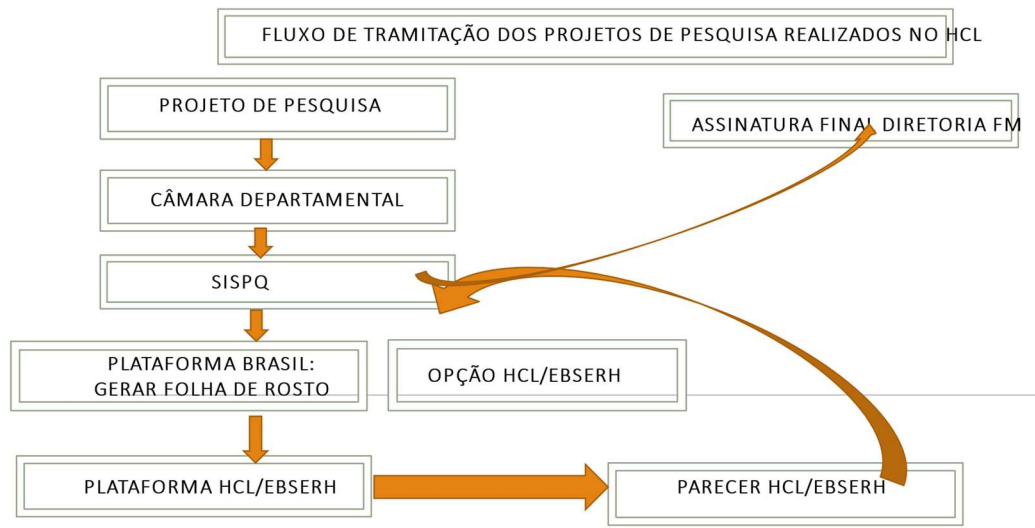 FLUXO DE TRAMITAÇÃO DOS PROJETOS DE PESQUISA REALIZADOS NO HCL
PROJETO DE PESQUISA
ASSINATURA FINAL DIRETORIA FM
CÂMARA DEPARTAMENTAL
SISPQ
PLATAFORMA BRASIL:
GERAR FOLHA DE ROSTO
OPÇÃO HCL/EBSERH
PLATAFORMA HCL/EBSERH
PARECER HCL/EBSERH